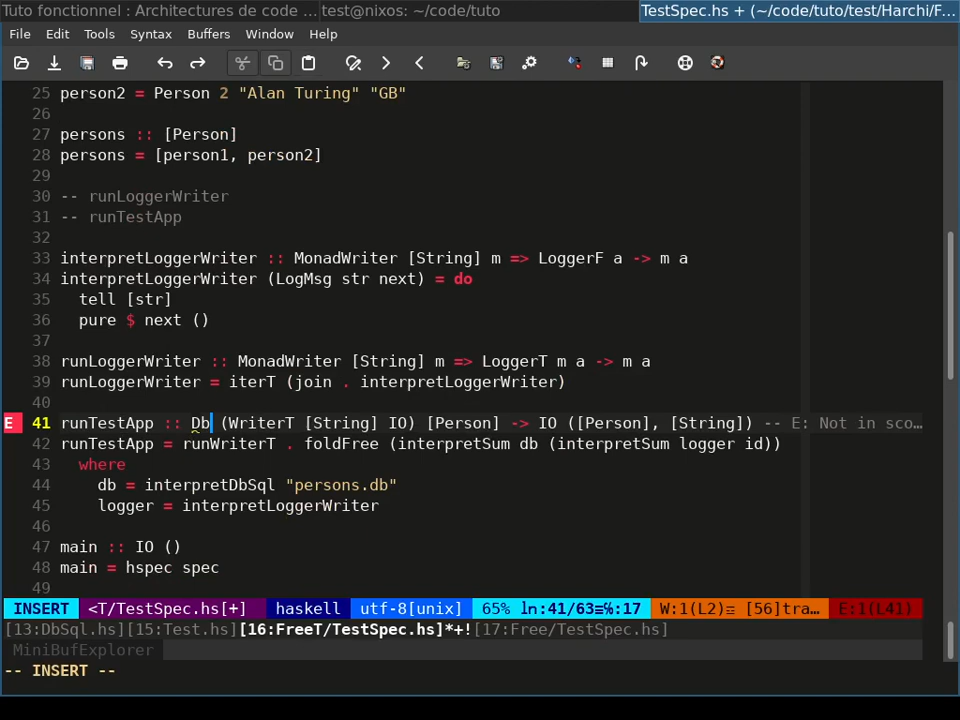 Tuto fonctionnel : Architectures de code ... test@nixos: ~/code/tuto TestSpec.hs + (~/code/tuto/test/Harchi/F...
File Edit Tools Syntax Buffers Window Help
25 person2 = Person 2 "Alan Turing" "GB"
26
27 persons :: [Person]
28 persons = [person1, person2]
29
30 -- runLoggerWriter
31 -- runTestApp
32
33 interpretLoggerWriter :: MonadWriter [String] m => LoggerF a -> m a
34 interpretLoggerWriter (LogMsg str next) = do
35   tell [str]
36   pure $ next ()
37
38 runLoggerWriter :: MonadWriter [String] m => LoggerT m a -> m a
39 runLoggerWriter = iterT (join . interpretLoggerWriter)
40
E 41 runTestApp :: Db (WriterT [String] IO) [Person] -> IO ([Person], [String]) -- E: Not in sco…
42 runTestApp = runWriterT . foldFree (interpretSum db (interpretSum logger id))
43   where
44     db = interpretDbSql "persons.db"
45     logger = interpretLoggerWriter
46
47 main :: IO ()
48 main = hspec spec
49
INSERT <T/TestSpec.hs[+] haskell utf-8[unix] 65% ln:41/63≡℅:17 W:1(L2)≡ [56]tra… E:1(L41)
[13:DbSql.hs][15:Test.hs][16:FreeT/TestSpec.hs]*+![17:Free/TestSpec.hs]
MiniBufExplorer
-- INSERT --